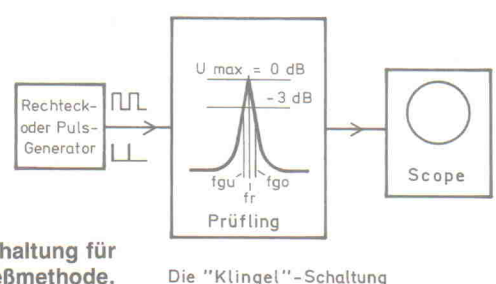 U max = 0 dB
-3 dB
Rechteck-
oder Puls-
Generator
fgu
fgo
fr
Prüfling
Scope
haltung für
eßmethode.
Die "Klingel"-Schaltung